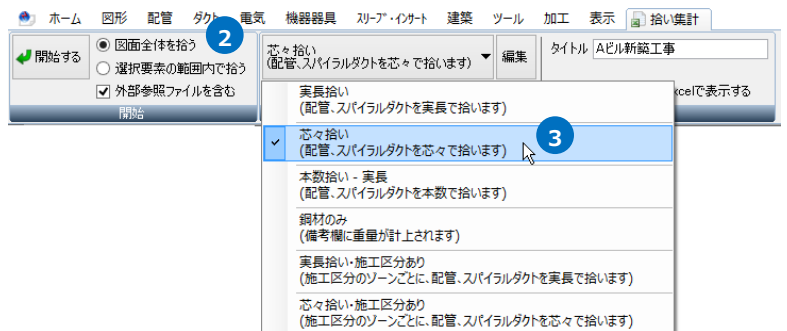 ホーム 図形 配管 ダクト 電気 機器器具 スリーブ・インサート 建築 ツール 加工 表示 拾い集計
2
開始する
図面全体を拾う
選択要素の範囲内で拾う
外部参照ファイルを含む
開始
芯々拾い
(配管、スパイラルダクトを芯々で拾います)
編集
タイトル Aビル新築工事
celで表示する
実長拾い
(配管、スパイラルダクトを実長で拾います)
芯々拾い
(配管、スパイラルダクトを芯々で拾います)
3
本数拾い - 実長
(配管、スパイラルダクトを本数で拾います)
鋼材のみ
(備考欄に重量が計上されます)
実長拾い・施工区分あり
(施工区分のゾーンごとに、配管、スパイラルダクトを実長で拾います)
芯々拾い・施工区分あり
(施工区分のゾーンごとに、配管、スパイラルダクトを芯々で拾います)